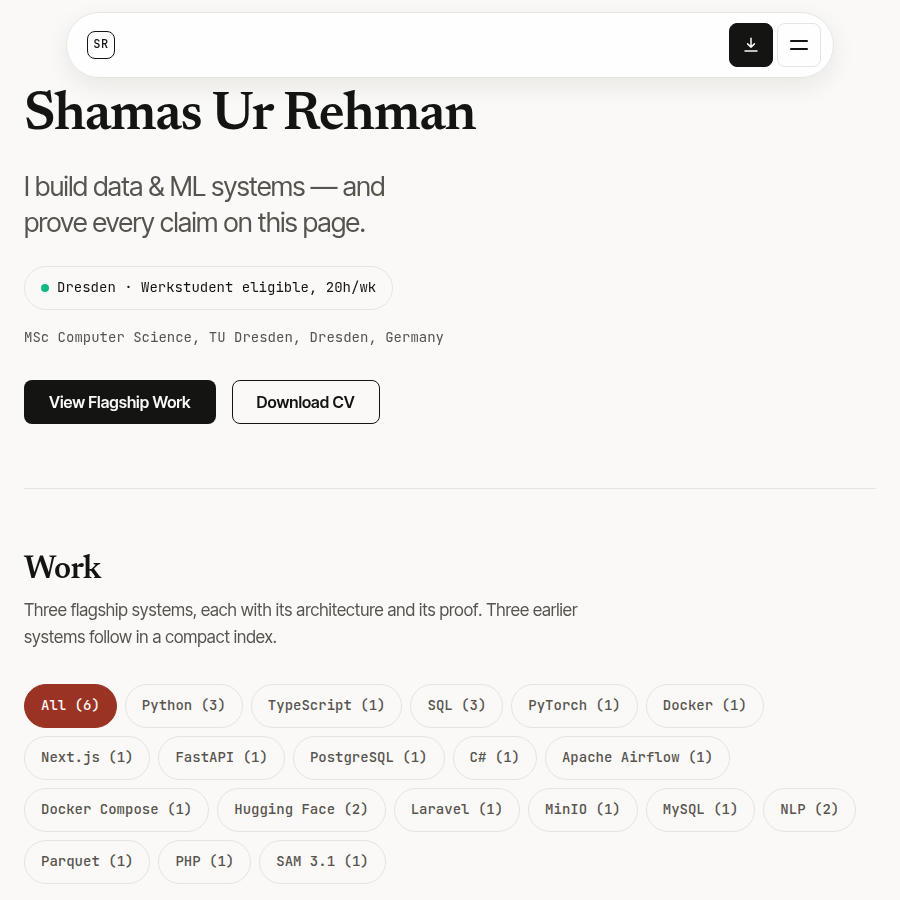 SR
Shamas Ur Rehman
I build data & ML systems — and
prove every claim on this page.
Dresden · Werkstudent eligible, 20h/wk
MSc Computer Science, TU Dresden, Dresden, Germany
View Flagship Work Download CV
Work
Three flagship systems, each with its architecture and its proof. Three earlier
systems follow in a compact index.
All (6) Python (3) TypeScript (1) SQL (3) PyTorch (1) Docker (1)
Next.js (1) FastAPI (1) PostgreSQL (1) C# (1) Apache Airflow (1)
Docker Compose (1) Hugging Face (2) Laravel (1) MinIO (1) MySQL (1) NLP (2)
Parquet (1) PHP (1) SAM 3.1 (1)